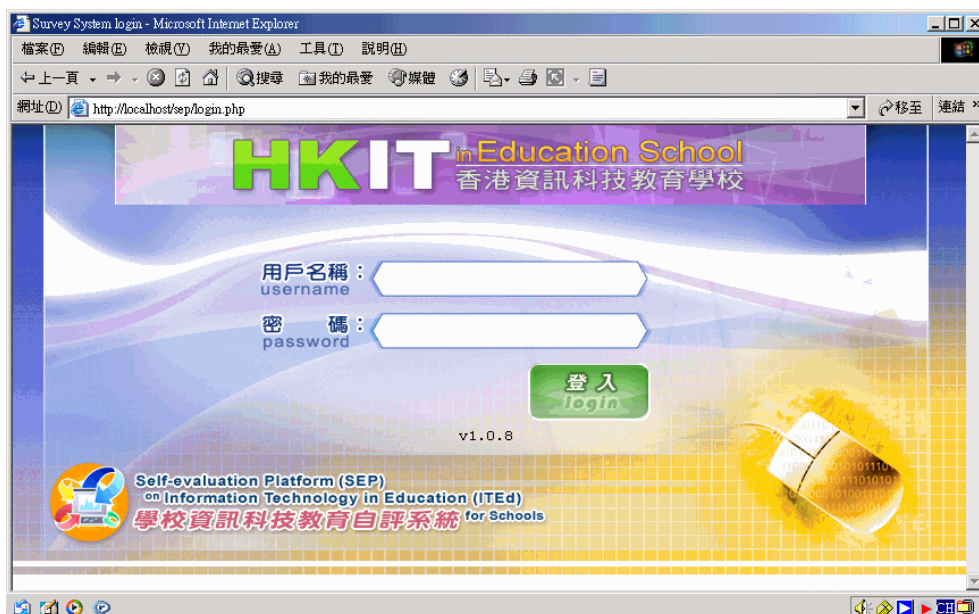 Survey System login - Microsoft Internet Explorer
檔案(F) 編輯(E) 檢視(V) 我的最愛(A) 工具(T) 說明(H)
上一頁 搜尋 我的最愛 媒體
網址(D) http://localhost/sep/login.php 移至 連結
HKIT in Education School
香港資訊科技教育學校
用戶名稱：
username
密 碼：
password
登入
login
v1.0.8
Self-evaluation Platform (SEP)
on Information Technology in Education (ITEd)
學校資訊科技教育自評系統 for Schools
CH